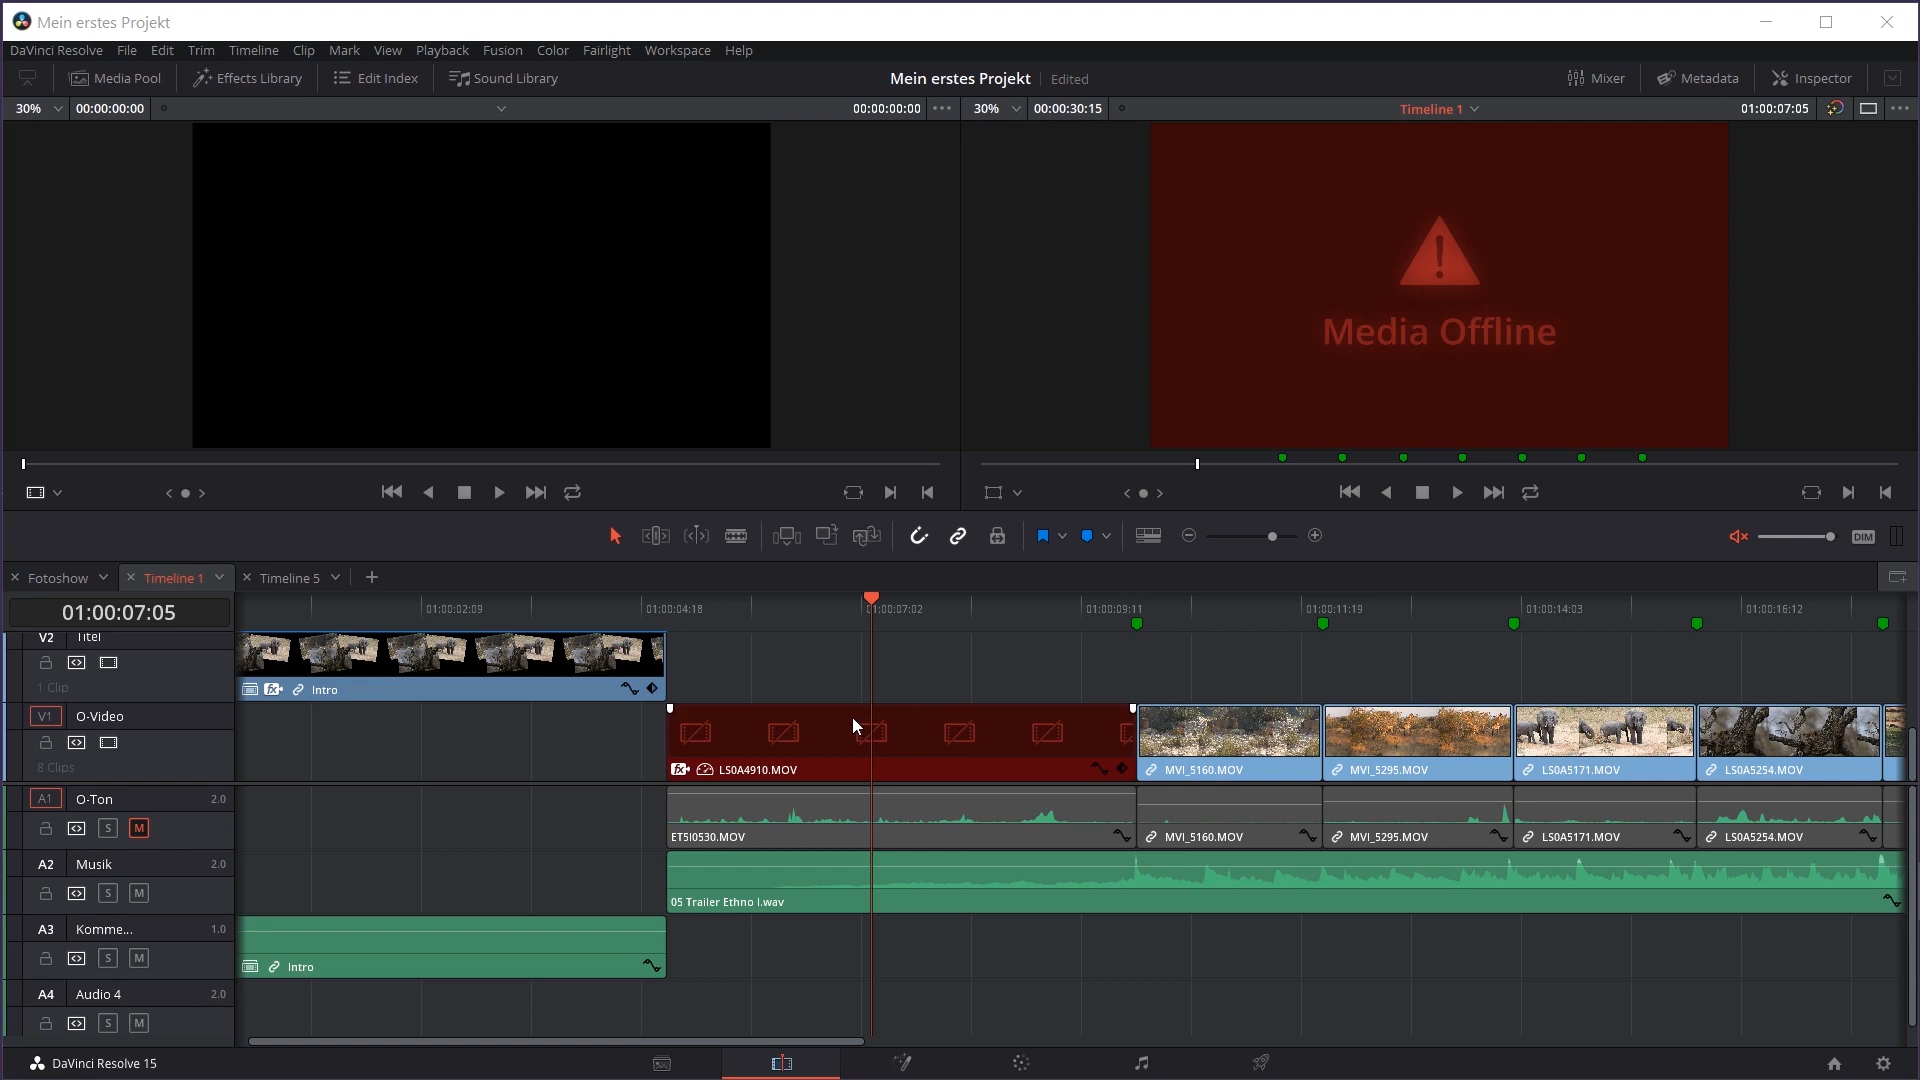 Mein erstes Projekt
DaVinci Resolve File Edit Trim Timeline Clip Mark View Playback Fusion Color Fairlight Workspace Help
Media Pool Effects Library Edit Index Sound Library Mein erstes Projekt Edited Mixer Metadata Inspector
30% 00:00:00:00 00:00:00:00 30% 00:00:30:15 Timeline 1 01:00:07:05
Media Offline
DIM
Fotoshow Timeline 1 Timeline 5
01:00:07:05 01:00:02:09 01:00:04:18 01:00:07:02 01:00:09:11 01:00:11:19 01:00:14:03 01:00:16:12
V2 Titel
1 Clip
Intro
V1 O-Video
8 Clips
LS0A4910.MOV MVI_5160.MOV MVI_5295.MOV LS0A5171.MOV LS0A5254.MOV
A1 O-Ton 2.0
S M
ET5I0530.MOV MVI_5160.MOV MVI_5295.MOV LS0A5171.MOV LS0A5254.MOV
A2 Musik 2.0
S M
05 Trailer Ethno I.wav
A3 Komme... 1.0
S M
Intro
A4 Audio 4 2.0
S M
DaVinci Resolve 15